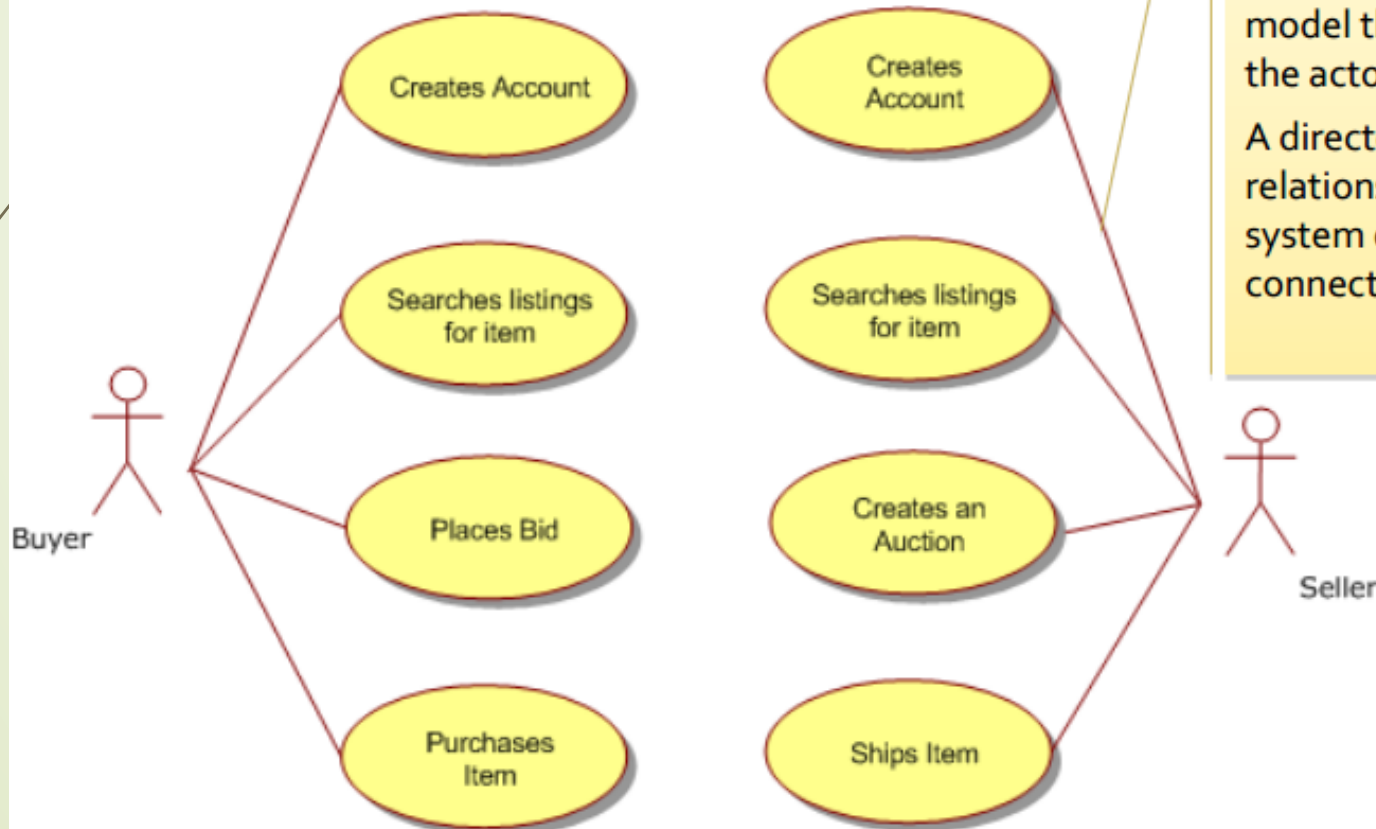 Creates Account
Creates
Account
model t
the acto
A direct
relations
system
connect
Searches listings
for item
Searches listings
for item
Buyer
Places Bid
Creates an
Auction
Seller
Purchases
Item
Ships Item